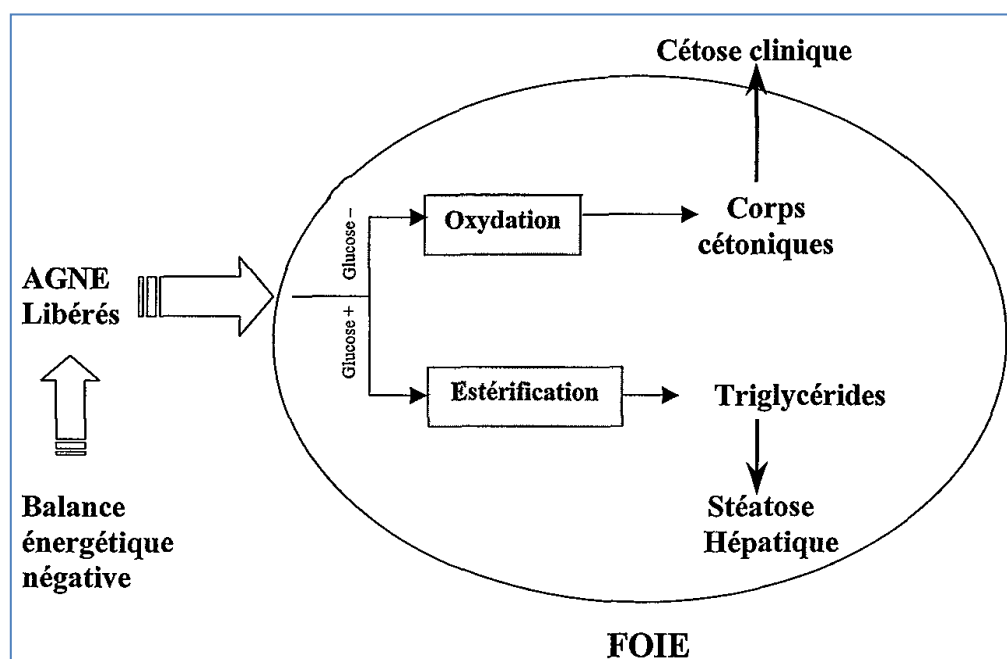 Cétose clinique
Glucose –
Oxydation
Corps
cétoniques
AGNE
Libérés
Glucose +
Estérification
Triglycérides
Balance
énergétique
négative
Stéatose
Hépatique
FOIE